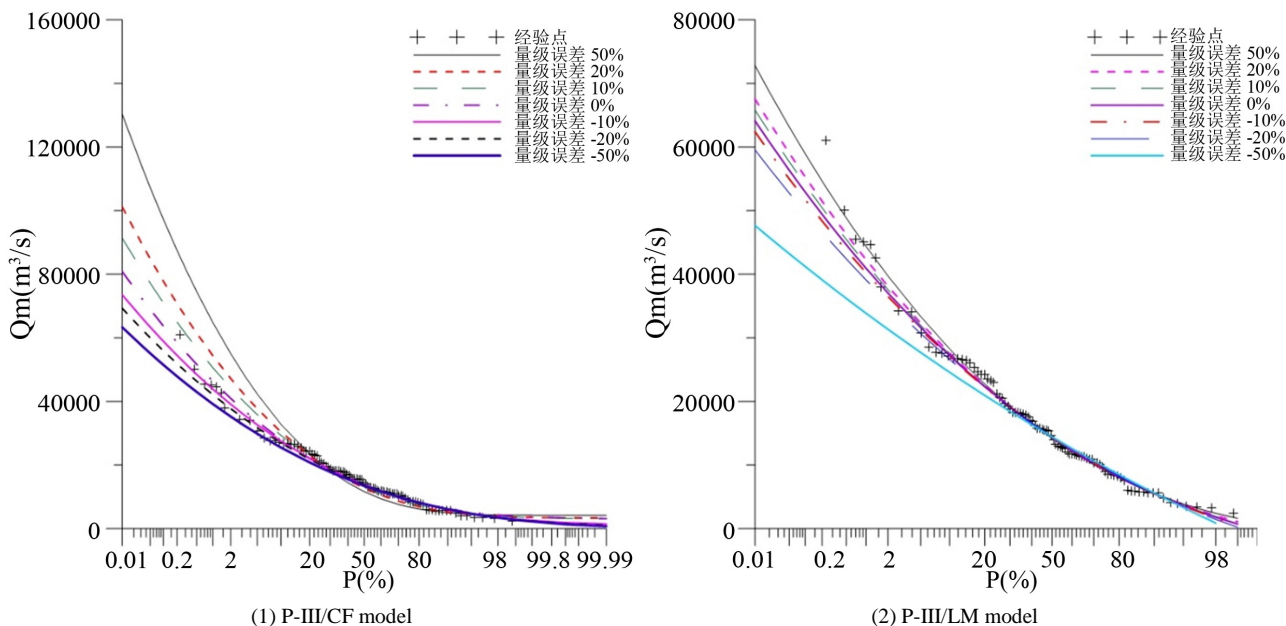 160000
120000
80000
40000
0
Qm(m³/s)
经验点
量级误差 50%
量级误差 20%
量级误差 10%
量级误差 0%
量级误差 -10%
量级误差 -20%
量级误差 -50%
0.01 0.2 2 20 50 80 98 99.8 99.99
P(%)
(1) P-III/CF model
80000
60000
40000
20000
0
Qm(m³/s)
经验点
量级误差 50%
量级误差 20%
量级误差 10%
量级误差 0%
量级误差 -10%
量级误差 -20%
量级误差 -50%
0.01 0.2 2 20 50 80 98
P(%)
(2) P-III/LM model